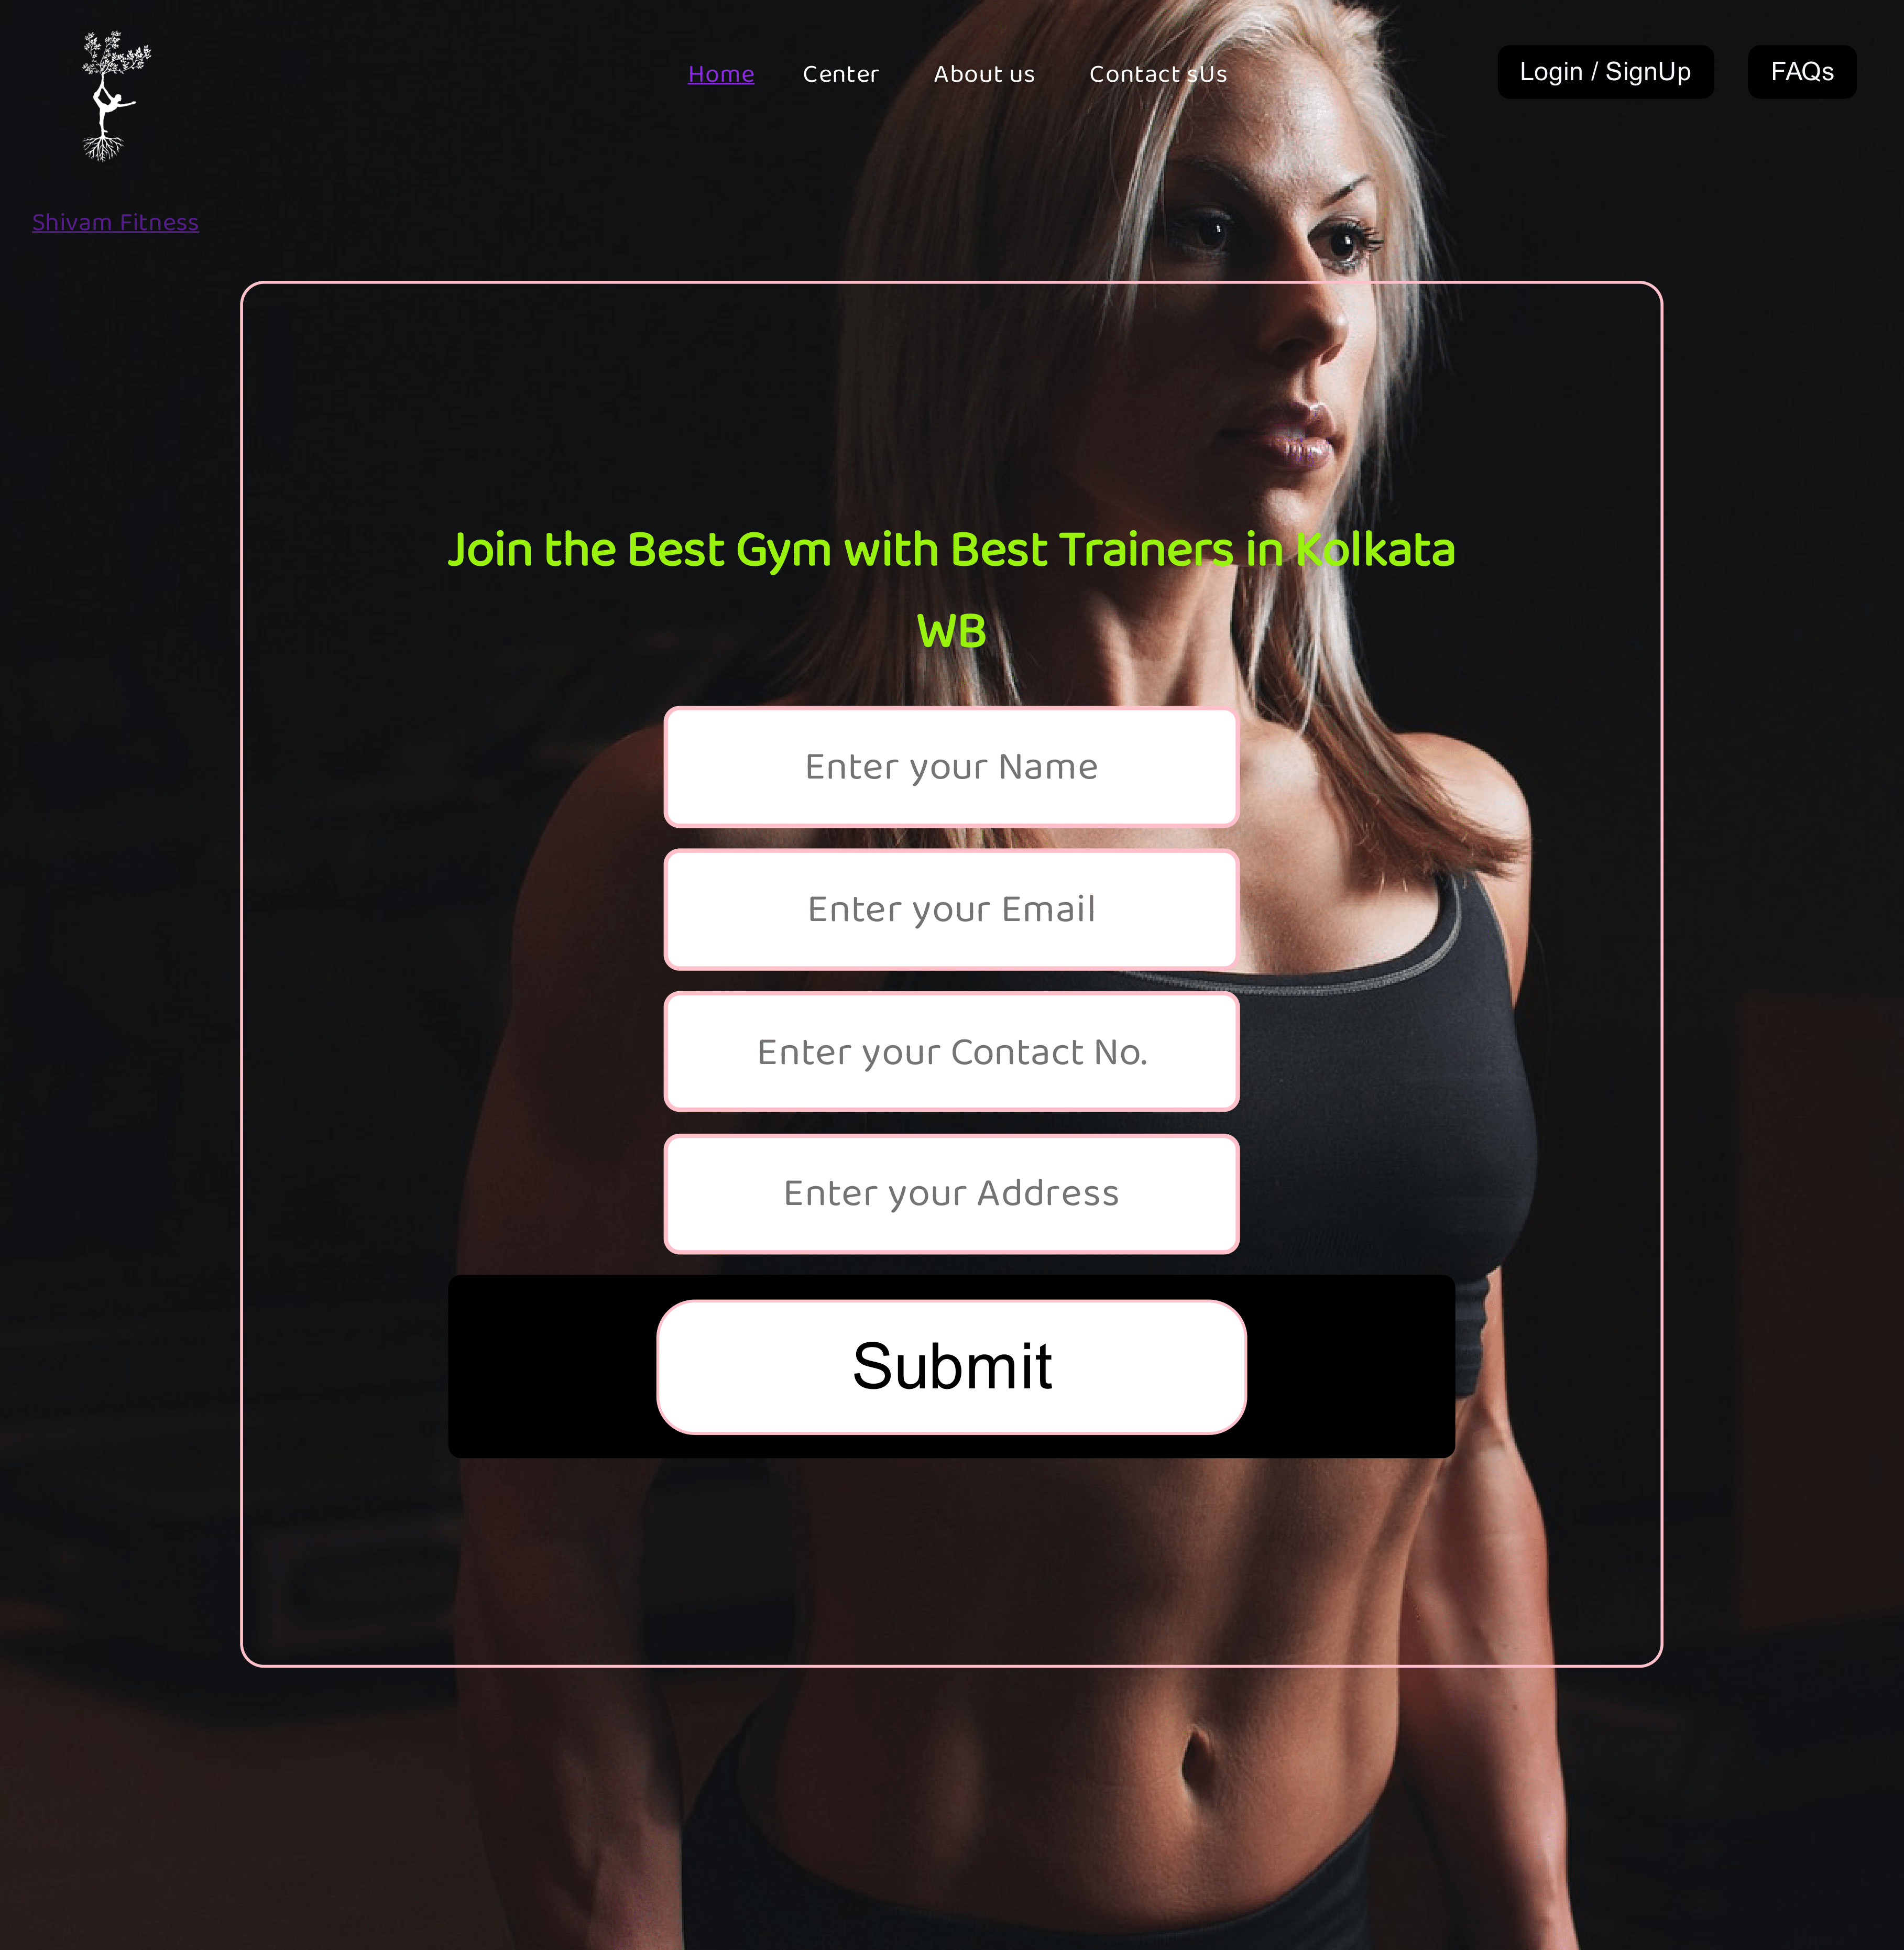 Home Center About us Contact sUs Login / SignUp FAQs
Shivam Fitness
Join the Best Gym with Best Trainers in Kolkata
WB
Enter your Name
Enter your Email
Enter your Contact No.
Enter your Address
Submit